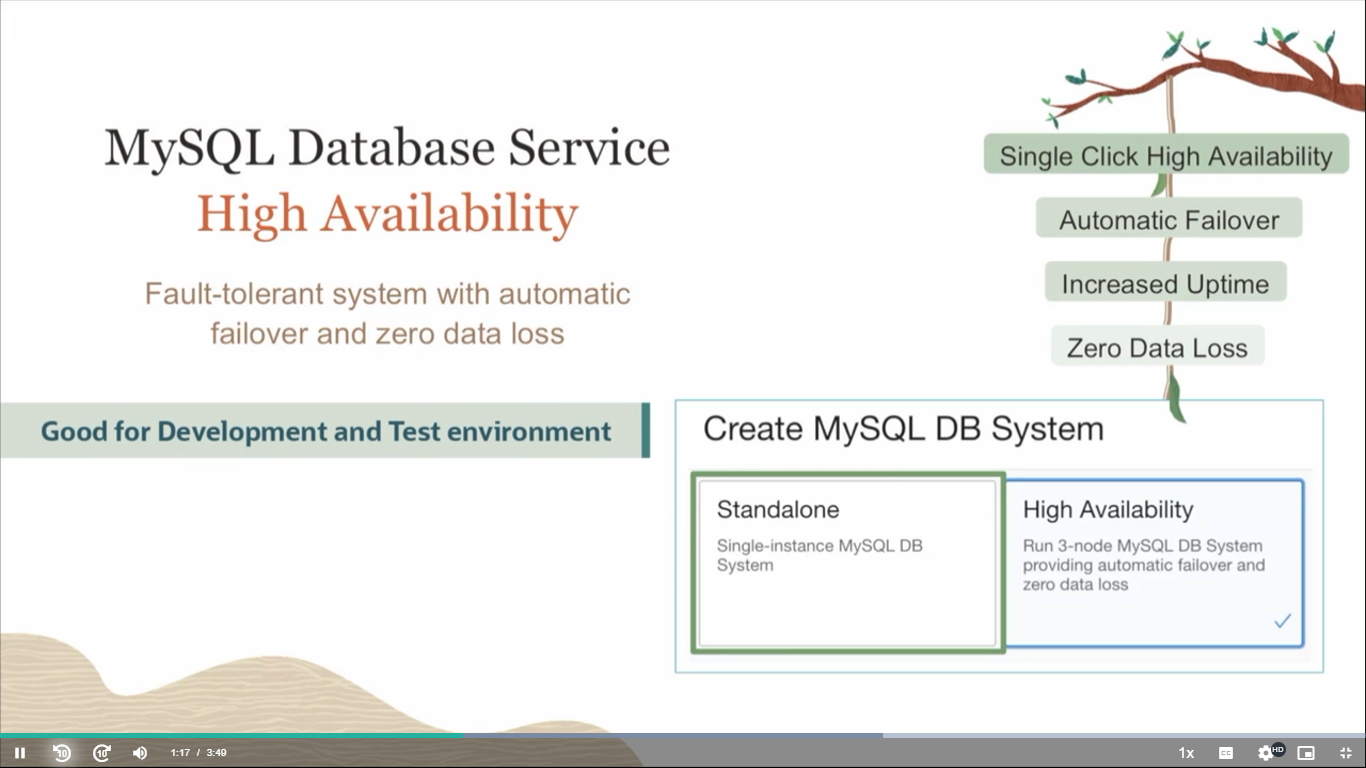 MySQL Database Service
High Availability
Fault-tolerant system with automatic
failover and zero data loss
Single Click High Availability
Automatic Failover
Increased Uptime
Zero Data Loss
Good for Development and Test environment
Create MySQL DB System
Standalone
Single-instance MySQL DB
System
High Availability
Run 3-node MySQL DB System
providing automatic failover and
zero data loss
10
10
1:17 / 3:49
1x
CC
HD